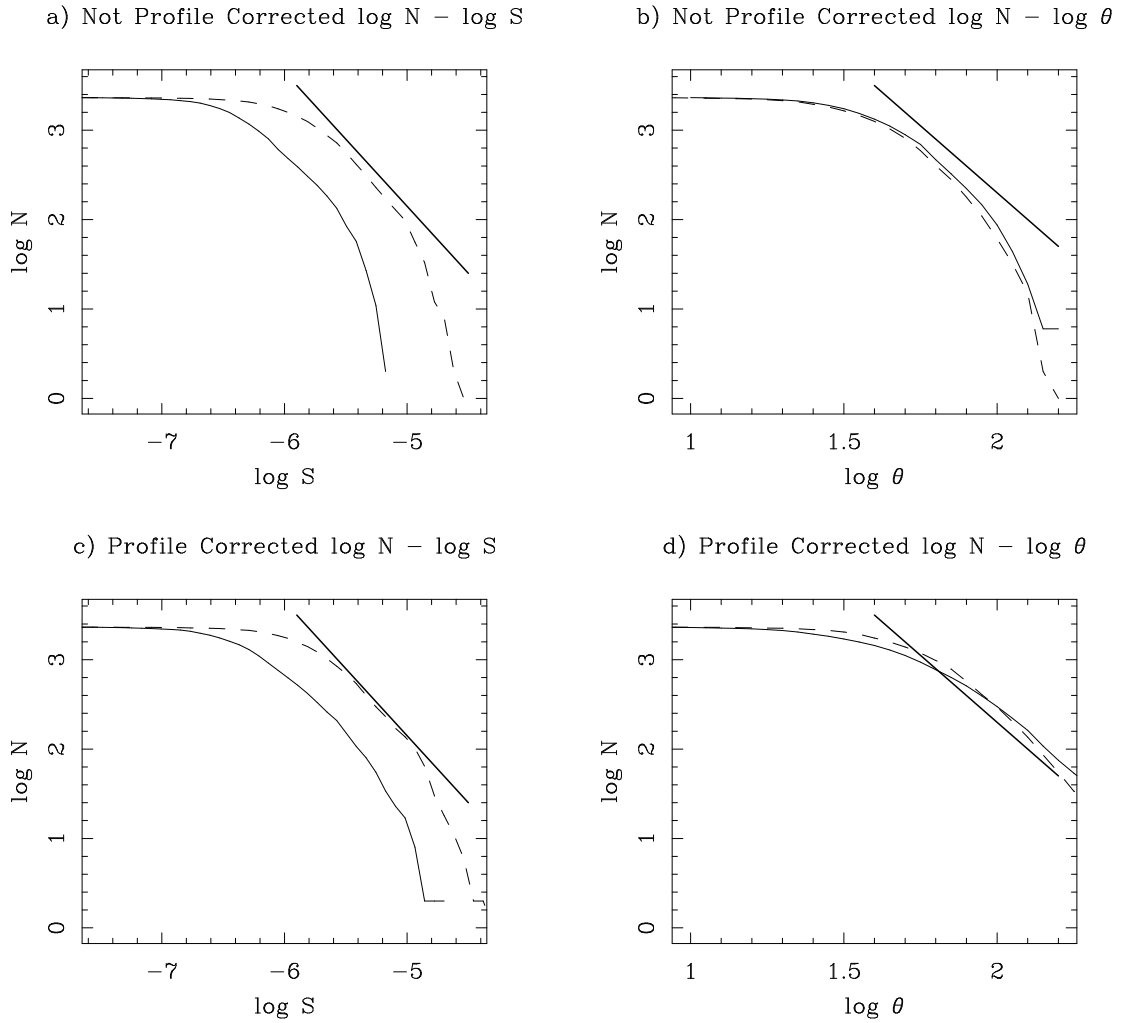 a) Not Profile Corrected log N − log S
b) Not Profile Corrected log N − log θ
3
2
1
0
log N
−7 −6 −5
log S
3
2
1
0
log N
1 1.5 2
log θ
c) Profile Corrected log N − log S
d) Profile Corrected log N − log θ
3
2
1
0
log N
−7 −6 −5
log S
3
2
1
0
log N
1 1.5 2
log θ